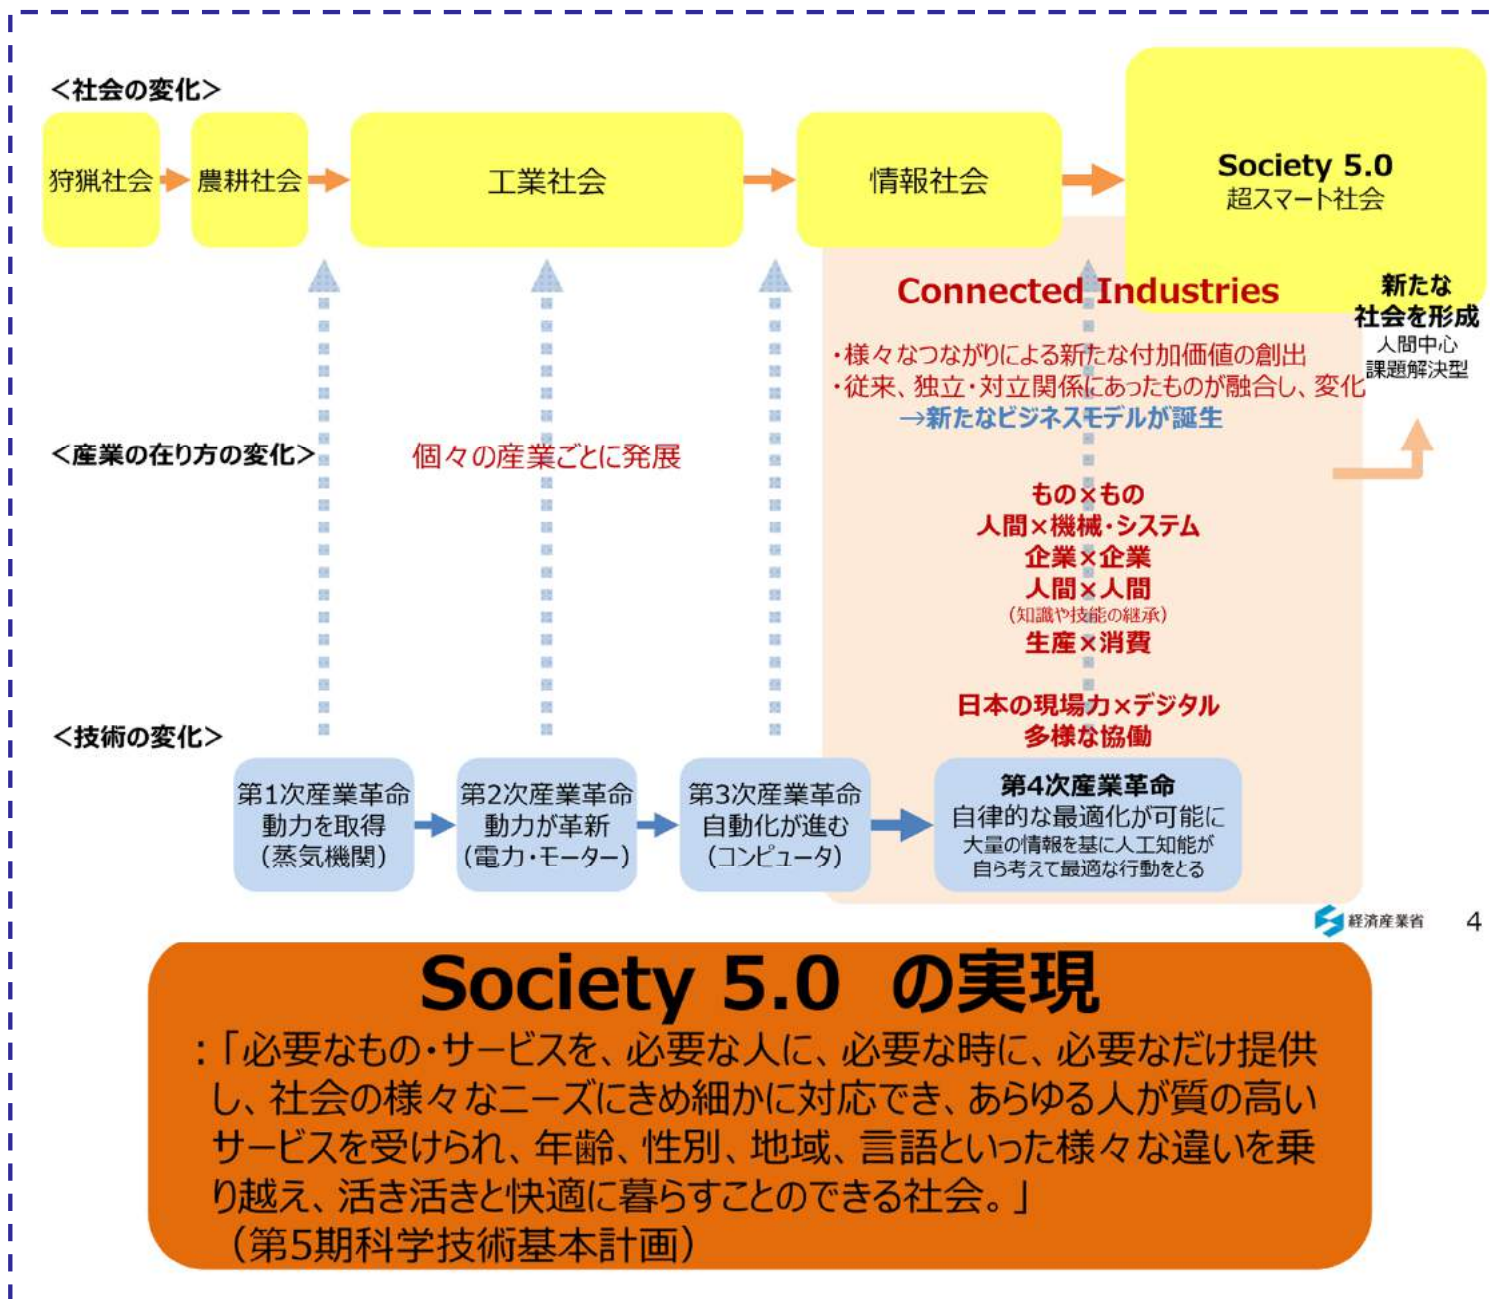 <社会の変化>
狩猟社会
農耕社会
工業社会
情報社会
Society 5.0
超スマート社会
Connected Industries
・様々なつながりによる新たな付加価値の創出
・従来、独立・対立関係にあったものが融合し、変化
→新たなビジネスモデルが誕生
新たな
社会を形成
人間中心
課題解決型
<産業の在り方の変化>
個々の産業ごとに発展
もの×もの
人間×機械・システム
企業×企業
人間×人間
(知識や技能の継承)
生産×消費
日本の現場力×デジタル
多様な協働
<技術の変化>
第1次産業革命
動力を取得
(蒸気機関)
第2次産業革命
動力が革新
(電力・モーター)
第3次産業革命
自動化が進む
(コンピュータ)
第4次産業革命
自律的な最適化が可能に
大量の情報を基に人工知能が
自ら考えて最適な行動をとる
経済産業省 4
Society 5.0 の実現
:「必要なもの・サービスを、必要な人に、必要な時に、必要なだけ提供
し、社会の様々なニーズにきめ細かに対応でき、あらゆる人が質の高い
サービスを受けられ、年齢、性別、地域、言語といった様々な違いを乗
り越え、活き活きと快適に暮らすことのできる社会。」
(第5期科学技術基本計画)